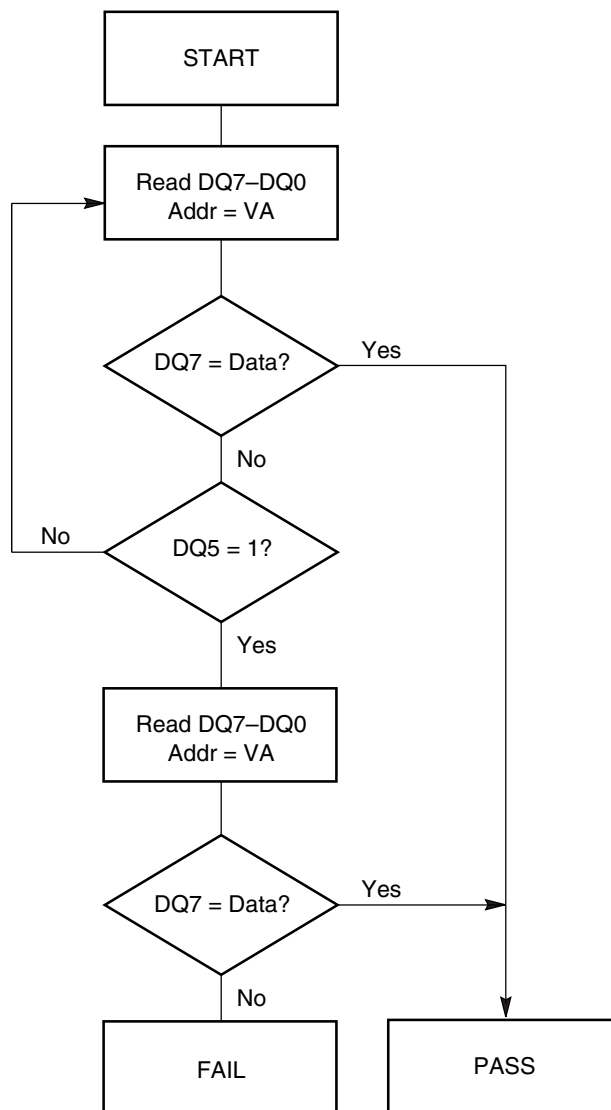 START
Read DQ7–DQ0
Addr = VA
DQ7 = Data?
Yes
No
No
DQ5 = 1?
Yes
Read DQ7–DQ0
Addr = VA
DQ7 = Data?
Yes
No
FAIL
PASS